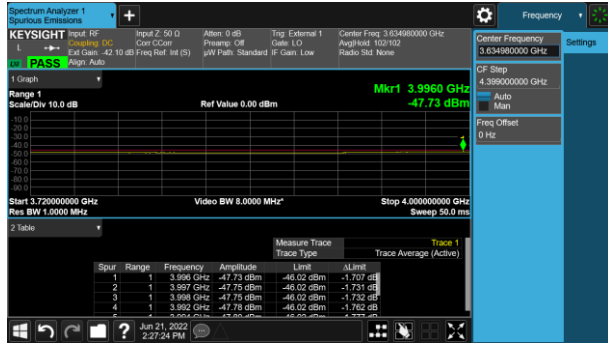 Spectrum Analyzer 1
Spurious Emissions
Frequency
KEYSIGHT Input: RF
Coupling: DC
Ext Gain: -42.10 dB
Align: Auto
Input Z: 50 Ω
Corr CCorr
Freq Ref: Int (S)
Atten: 0 dB
Preamp: Off
µW Path: Standard
Trig: External 1
Gate: LO
IF Gain: Low
Center Freq: 3.634980000 GHz
Avg|Hold: 102/102
Radio Std: None
L
PASS
Center Frequency
3.634980000 GHz
Settings
CF Step
4.399000000 GHz
Auto
Man
Freq Offset
0 Hz
1 Graph
Range 1
Scale/Div 10.0 dB
Ref Value 0.00 dBm
Mkr1 3.9960 GHz
-47.73 dBm
-10.0
-20.0
-30.0
-40.0
-50.0
-60.0
-70.0
-80.0
-90.0
1
Start 3.720000000 GHz
Video BW 8.0000 MHz*
Stop 4.000000000 GHz
Res BW 1.0000 MHz
Sweep 50.0 ms
2 Table
Measure Trace Trace 1
Trace Type Trace Average (Active)
Spur Range Frequency Amplitude Limit ΔLimit
1 1 3.996 GHz -47.73 dBm -46.02 dBm -1.707 dB
2 1 3.997 GHz -47.75 dBm -46.02 dBm -1.731 dB
3 1 3.998 GHz -47.75 dBm -46.02 dBm -1.732 dB
4 1 3.992 GHz -47.78 dBm -46.02 dBm -1.762 dB
Jun 21, 2022
2:27:24 PM